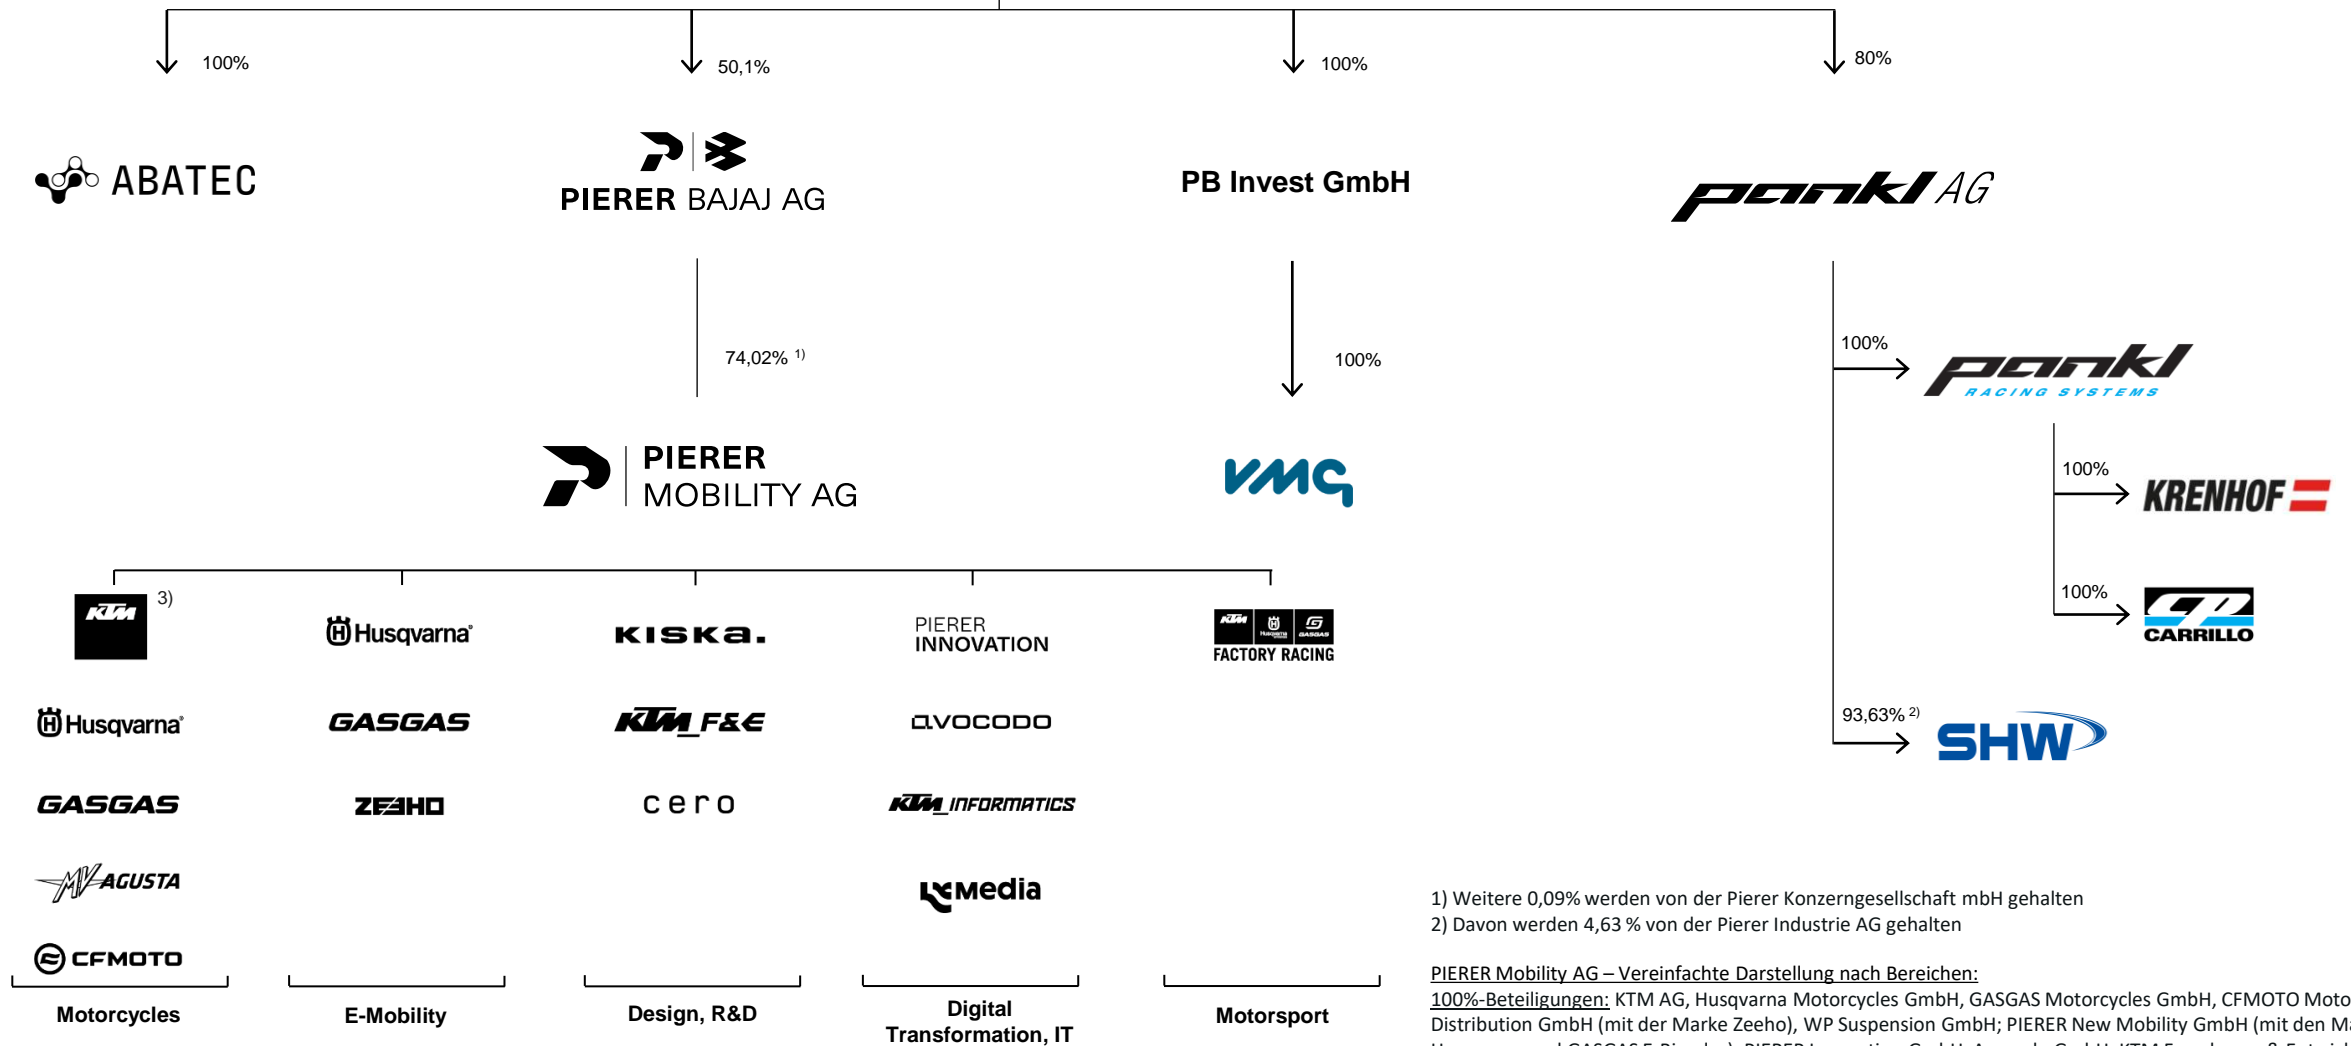 100%
50,1%
100%
80%
ABATEC
PIERER BAJAJ AG
PB Invest GmbH
pankl AG
74,02% 1)
100%
100%
pankl
RACING SYSTEMS
PIERER
MOBILITY AG
VMG
100%
KRENHOF
100%
CP
CARRILLO
93,63% 2)
SHW
KTM 3)
Husqvarna
GASGAS
MV AGUSTA
CFMOTO
Motorcycles
Husqvarna
GASGAS
ZEEHO
E-Mobility
KISKA.
KTM_F&E
cero
Design, R&D
PIERER
INNOVATION
AVOCODO
KTM_INFORMATICS
LX Media
Digital
Transformation, IT
KTM Husqvarna GASGAS
FACTORY RACING
Motorsport
1) Weitere 0,09% werden von der Pierer Konzerngesellschaft mbH gehalten
2) Davon werden 4,63 % von der Pierer Industrie AG gehalten
PIERER Mobility AG – Vereinfachte Darstellung nach Bereichen:
100%-Beteiligungen: KTM AG, Husqvarna Motorcycles GmbH, GASGAS Motorcycles GmbH, CFMOTO Moto
Distribution GmbH (mit der Marke Zeeho), WP Suspension GmbH; PIERER New Mobility GmbH (mit den Ma